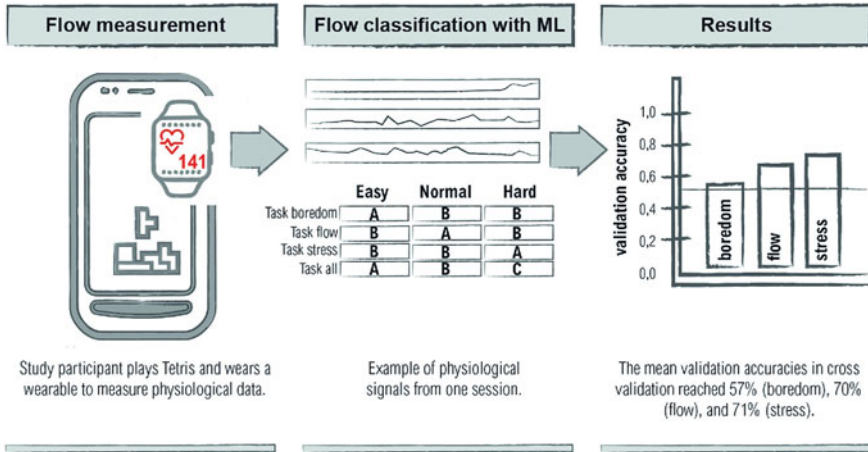 Flow measurement
Flow classification with ML
Results
141
Easy Normal Hard
Task boredom A B B
Task flow B A B
Task stress B B A
Task all A B C
validation accuracy
1,0
0,8
0,6
0,4
0,2
0,0
boredom
flow
stress
Study participant plays Tetris and wears a
wearable to measure physiological data.
Example of physiological
signals from one session.
The mean validation accuracies in cross
validation reached 57% (boredom), 70%
(flow), and 71% (stress).